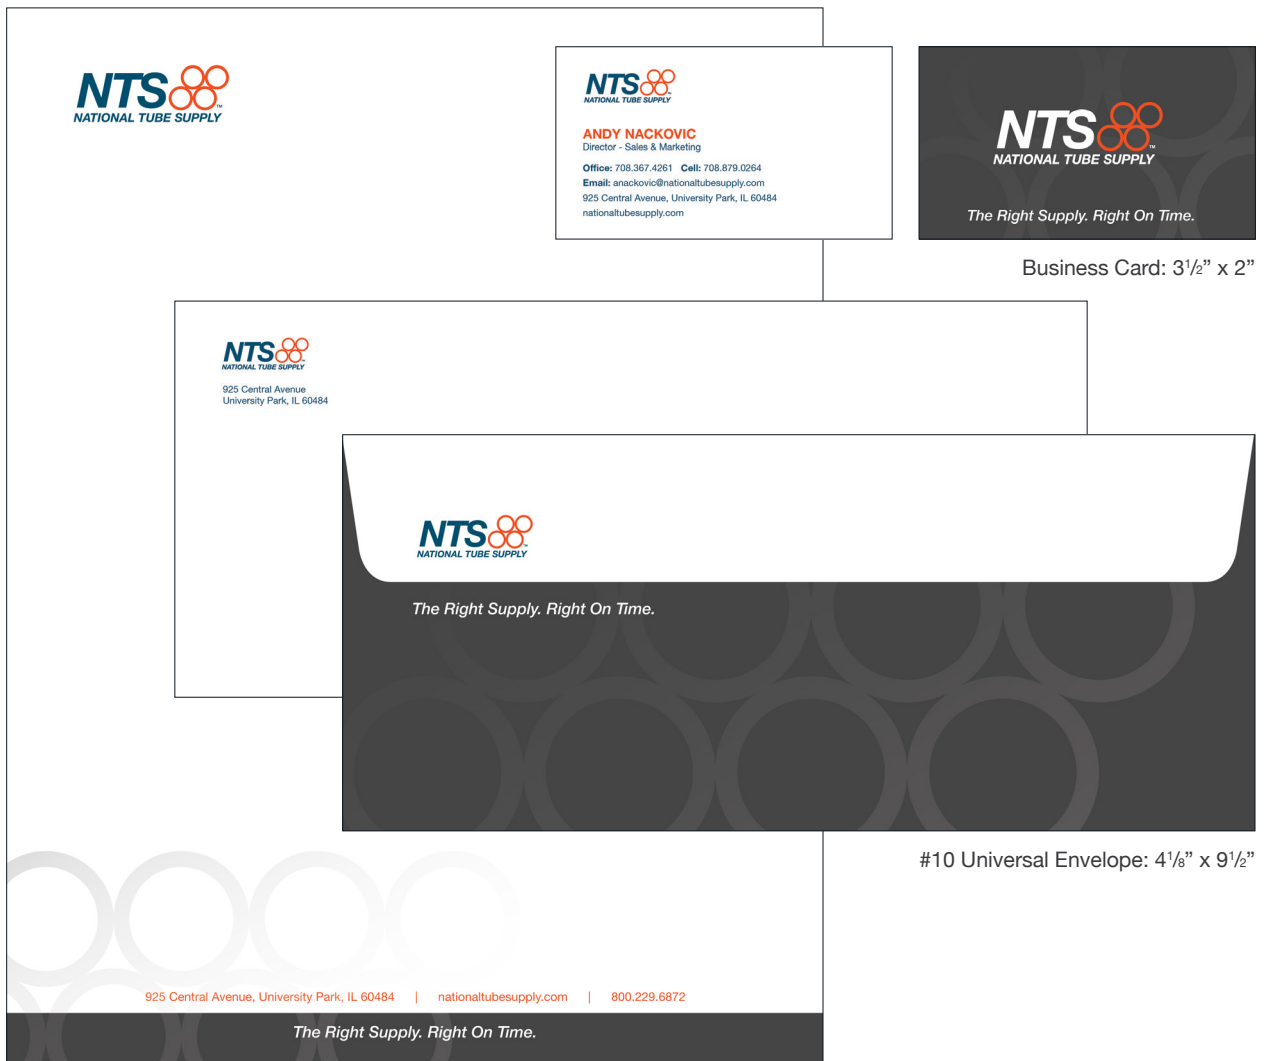 NTS™
NATIONAL TUBE SUPPLY
NTS
NATIONAL TUBE SUPPLY
ANDY NACKOVIC
Director - Sales & Marketing
Office: 708.367.4261 Cell: 708.879.0264
Email: anackovic@nationaltubesupply.com
925 Central Avenue, University Park, IL 60484
nationaltubesupply.com
NTS™
NATIONAL TUBE SUPPLY
The Right Supply. Right On Time.
Business Card: 3½” x 2”
NTS™
NATIONAL TUBE SUPPLY
925 Central Avenue
University Park, IL 60484
NTS™
NATIONAL TUBE SUPPLY
The Right Supply. Right On Time.
#10 Universal Envelope: 4⅛” x 9½”
925 Central Avenue, University Park, IL 60484 | nationaltubesupply.com | 800.229.6872
The Right Supply. Right On Time.